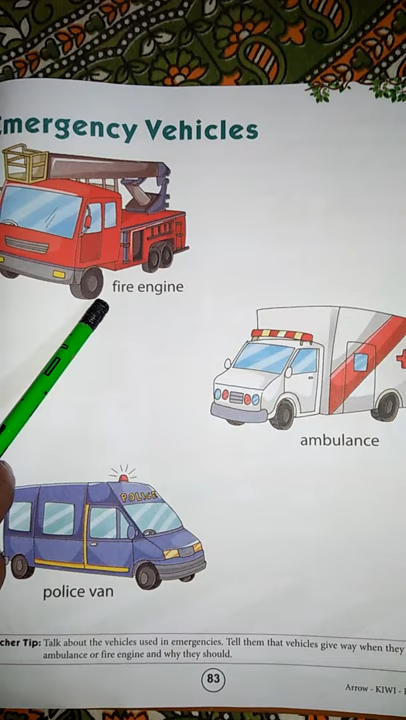 mergency Vehicles
fire engine
ambulance
POLICE
police van
cher Tip: Talk about the vehicles used in emergencies. Tell them that vehicles give way when they
ambulance or fire engine and why they should.
83
Arrow - KIWI -